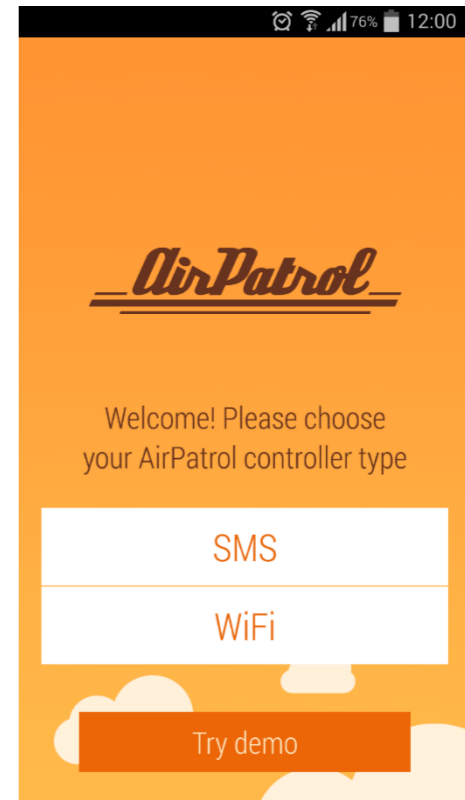 76% 12:00
AirPatrol
Welcome! Please choose
your AirPatrol controller type
SMS
WiFi
Try demo